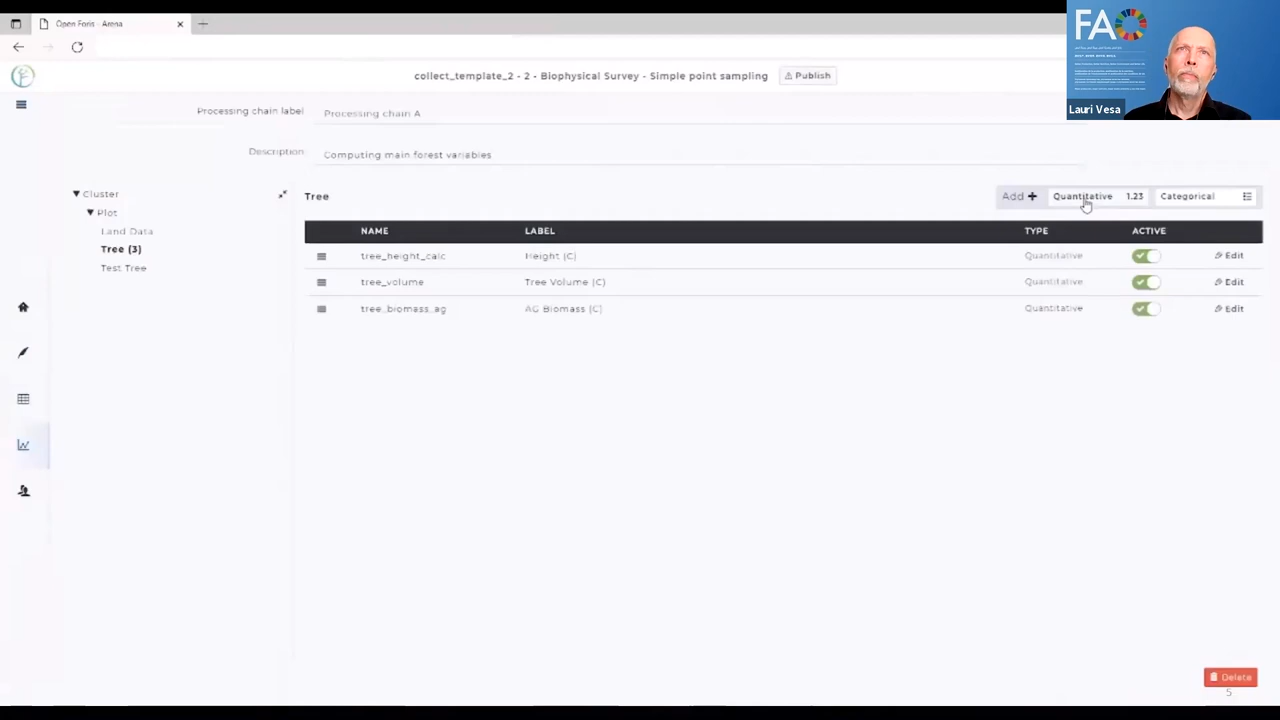 Open Foris - Arena
FAO
Lauri Vesa
collect_template_2 - 2 - Biophysical Survey - Simple point sampling
Publish
Processing chain label
Processing chain A
Description
Computing main forest variables
Cluster
Plot
Land Data
Tree (3)
Test Tree
Tree
Add + Quantitative 1.23 Categorical
NAME LABEL TYPE ACTIVE
tree_height_calc Height (C) Quantitative Edit
tree_volume Tree Volume (C) Quantitative Edit
tree_biomass_ag AG Biomass (C) Quantitative Edit
Delete
5